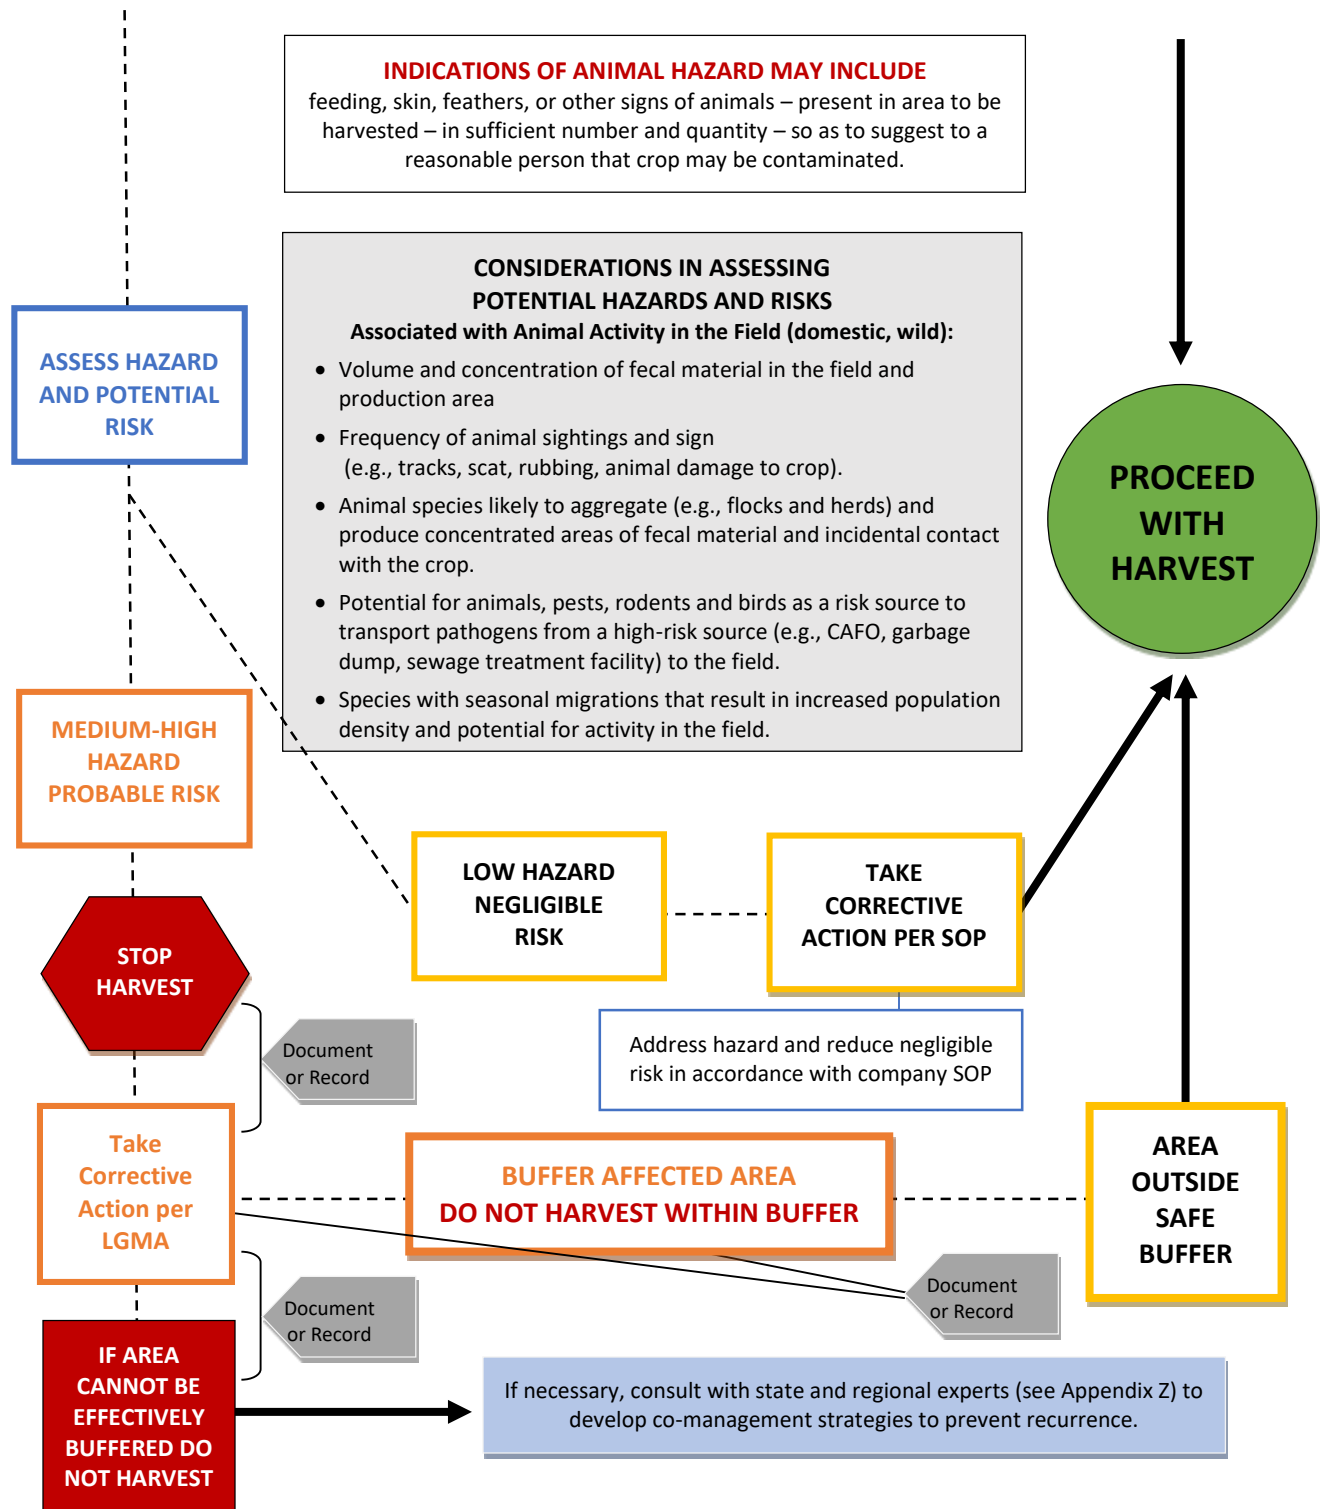 INDICATIONS OF ANIMAL HAZARD MAY INCLUDE
feeding, skin, feathers, or other signs of animals – present in area to be
harvested – in sufficient number and quantity – so as to suggest to a
reasonable person that crop may be contaminated.
CONSIDERATIONS IN ASSESSING
POTENTIAL HAZARDS AND RISKS
Associated with Animal Activity in the Field (domestic, wild):
• Volume and concentration of fecal material in the field and
production area
• Frequency of animal sightings and sign
(e.g., tracks, scat, rubbing, animal damage to crop).
• Animal species likely to aggregate (e.g., flocks and herds) and
produce concentrated areas of fecal material and incidental contact
with the crop.
• Potential for animals, pests, rodents and birds as a risk source to
transport pathogens from a high-risk source (e.g., CAFO, garbage
dump, sewage treatment facility) to the field.
• Species with seasonal migrations that result in increased population
density and potential for activity in the field.
ASSESS HAZARD
AND POTENTIAL
RISK
PROCEED
WITH
HARVEST
MEDIUM-HIGH
HAZARD
PROBABLE RISK
LOW HAZARD
NEGLIGIBLE
RISK
TAKE
CORRECTIVE
ACTION PER SOP
STOP
HARVEST
Document
or Record
Address hazard and reduce negligible
risk in accordance with company SOP
Take
Corrective
Action per
LGMA
BUFFER AFFECTED AREA
DO NOT HARVEST WITHIN BUFFER
AREA
OUTSIDE
SAFE
BUFFER
Document
or Record
Document
or Record
IF AREA
CANNOT BE
EFFECTIVELY
BUFFERED DO
NOT HARVEST
If necessary, consult with state and regional experts (see Appendix Z) to
develop co-management strategies to prevent recurrence.